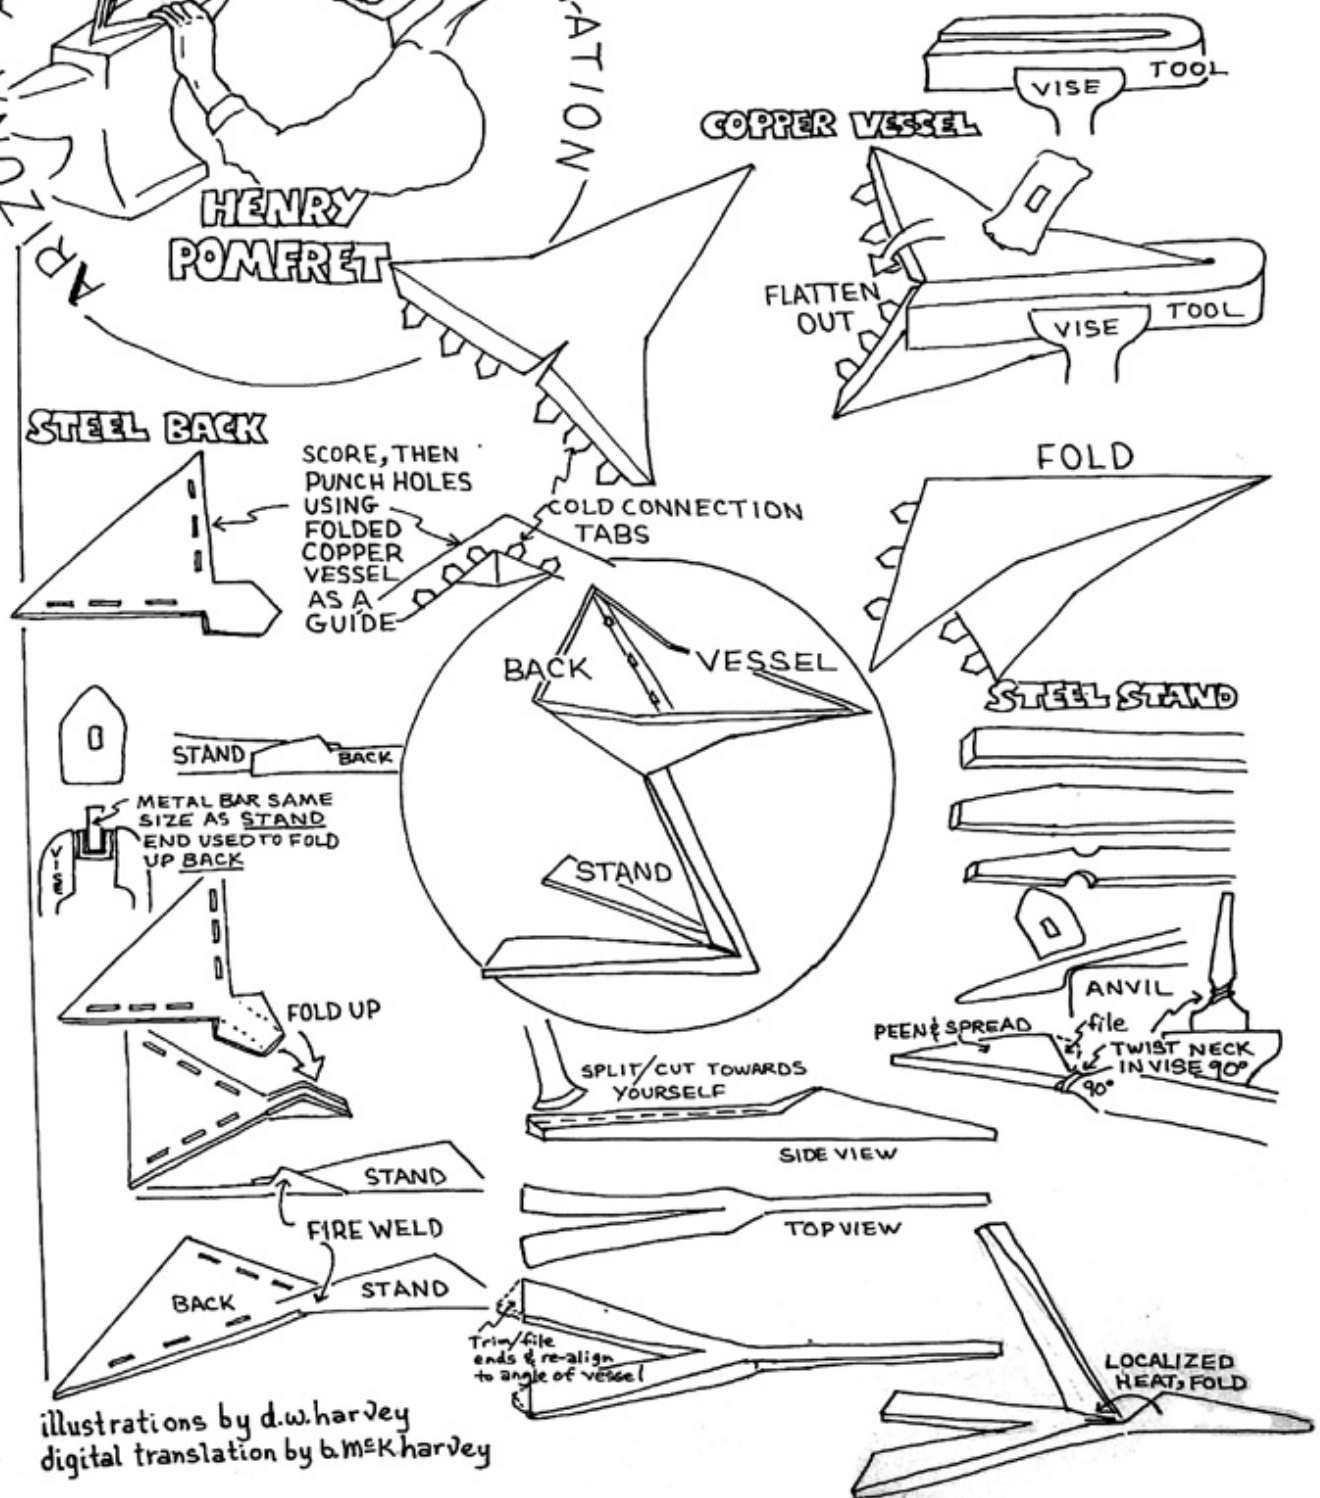 ATION
ARI
HENRY
POMFRET
COPPER VESSEL
VISE
TOOL
FLATTEN
OUT
VISE
TOOL
STEEL BACK
SCORE, THEN
PUNCH HOLES
USING
FOLDED
COPPER
VESSEL
AS A
GUIDE
COLD CONNECTION
TABS
FOLD
BACK
VESSEL
STAND
STEEL STAND
STAND
BACK
METAL BAR SAME
SIZE AS STAND
END USED TO FOLD
UP BACK
VISE
FOLD UP
STAND
FIRE WELD
BACK
STAND
SPLIT/CUT TOWARDS
YOURSELF
SIDE VIEW
TOP VIEW
Trim/file
ends & re-align
to angle of vessel
ANVIL
PEEN & SPREAD
file
TWIST NECK
IN VISE 90°
90°
LOCALIZED
HEAT, FOLD
illustrations by d.w. harvey
digital translation by b. McK harvey